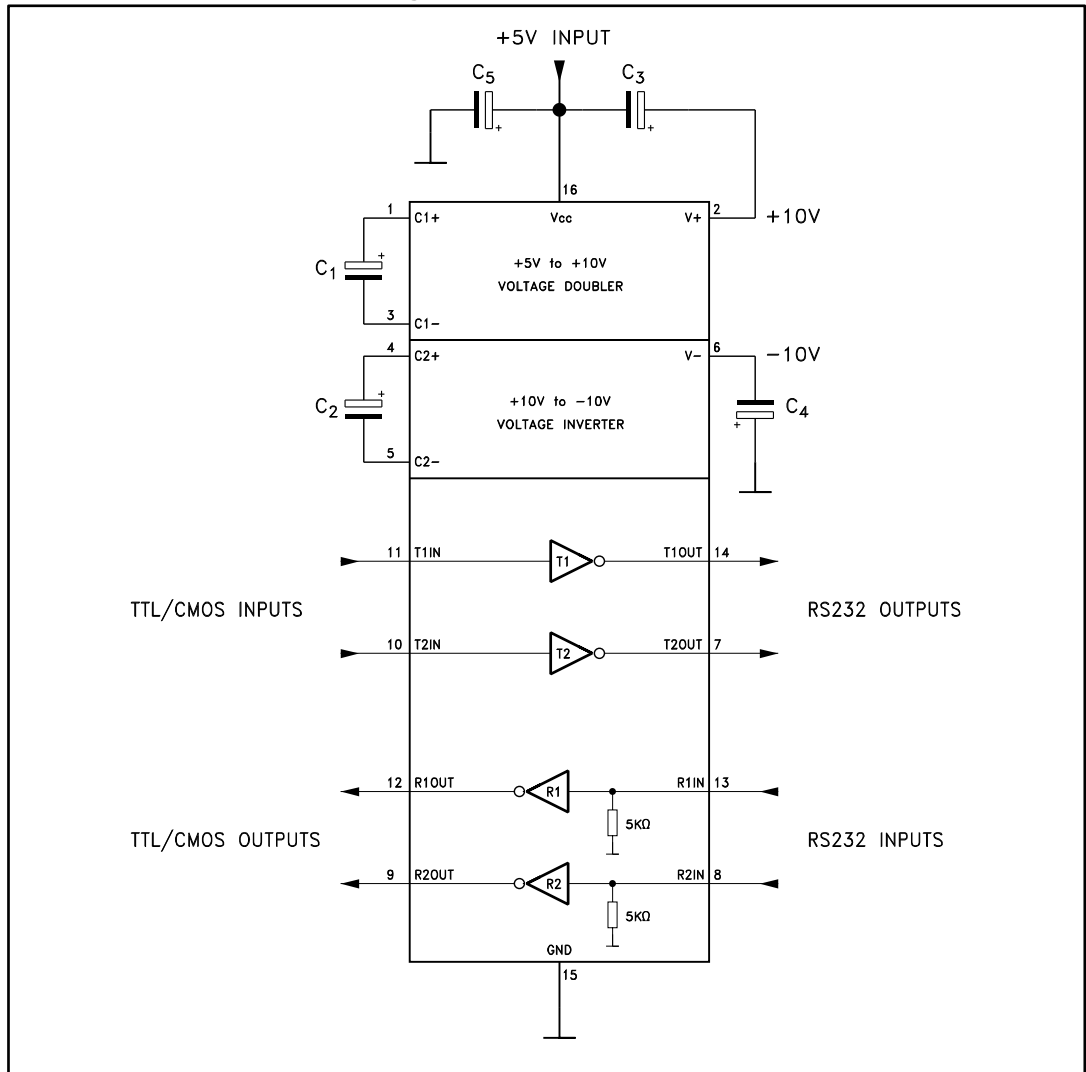 +5V INPUT
C5
C3
+
+
16
1
C1+
Vcc
V+
2
+10V
C1
+
+5V to +10V
VOLTAGE DOUBLER
3
C1-
4
C2+
V-
6
-10V
C2
+
+10V to -10V
VOLTAGE INVERTER
C4
+
5
C2-
11
T1IN
T1
T1OUT
14
TTL/CMOS INPUTS
RS232 OUTPUTS
10
T2IN
T2
T2OUT
7
12
R1OUT
R1
R1IN
13
5KΩ
TTL/CMOS OUTPUTS
RS232 INPUTS
9
R2OUT
R2
R2IN
8
5KΩ
GND
15